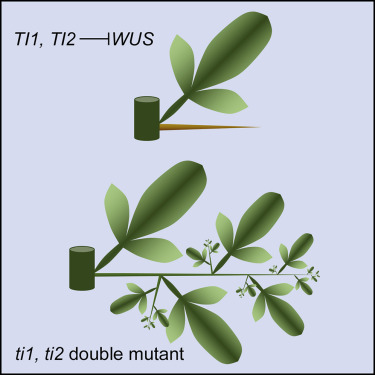 TI1, TI2 ⊣ WUS
ti1, ti2 double mutant